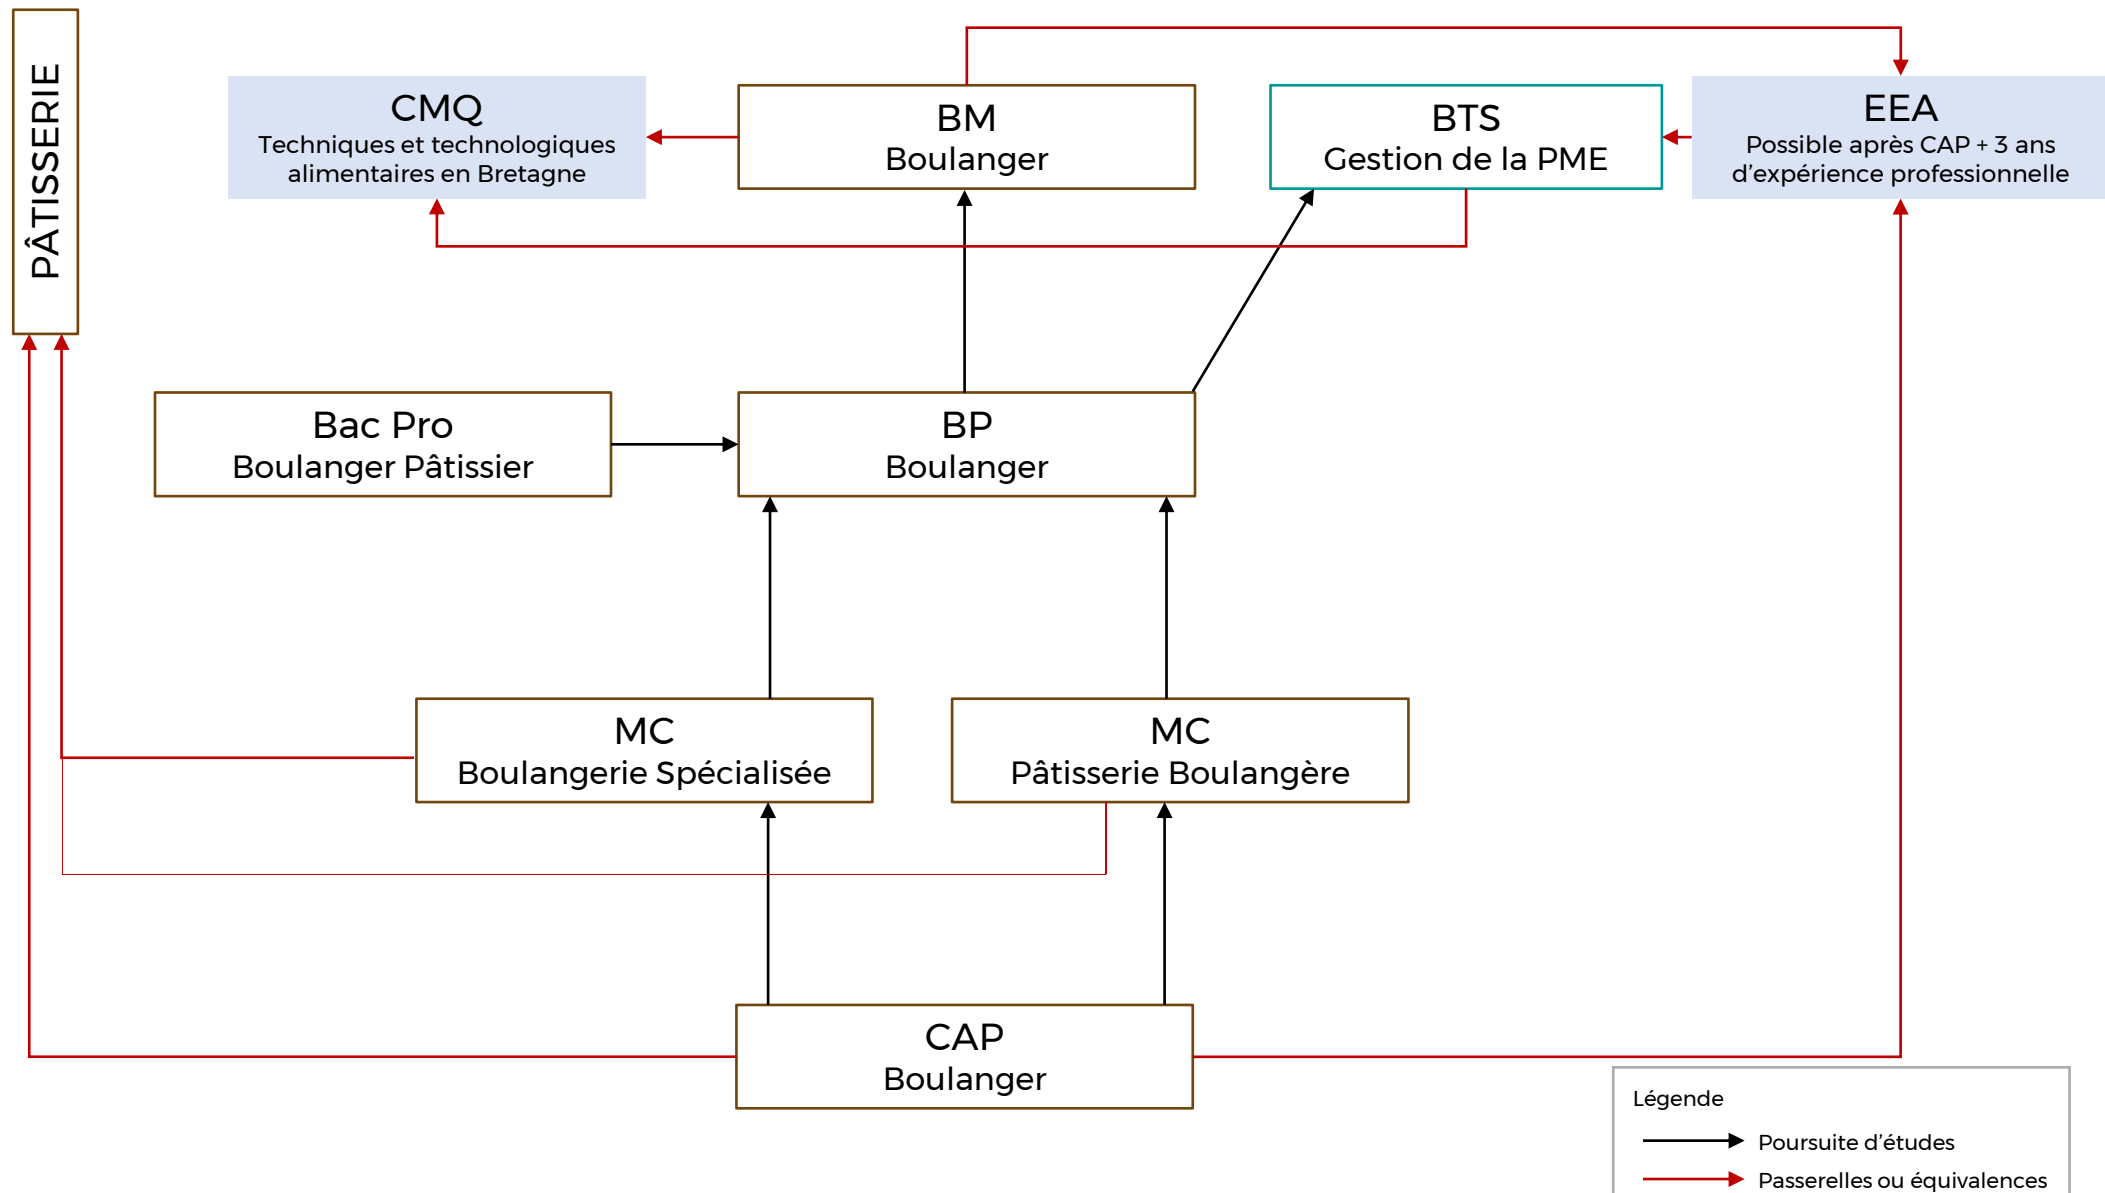 PÂTISSERIE
CMQ
Techniques et technologiques
alimentaires en Bretagne
BM
Boulanger
BTS
Gestion de la PME
EEA
Possible après CAP + 3 ans
d'expérience professionnelle
Bac Pro
Boulanger Pâtissier
BP
Boulanger
MC
Boulangerie Spécialisée
MC
Pâtisserie Boulangère
CAP
Boulanger
Légende
Poursuite d'études
Passerelles ou équivalences